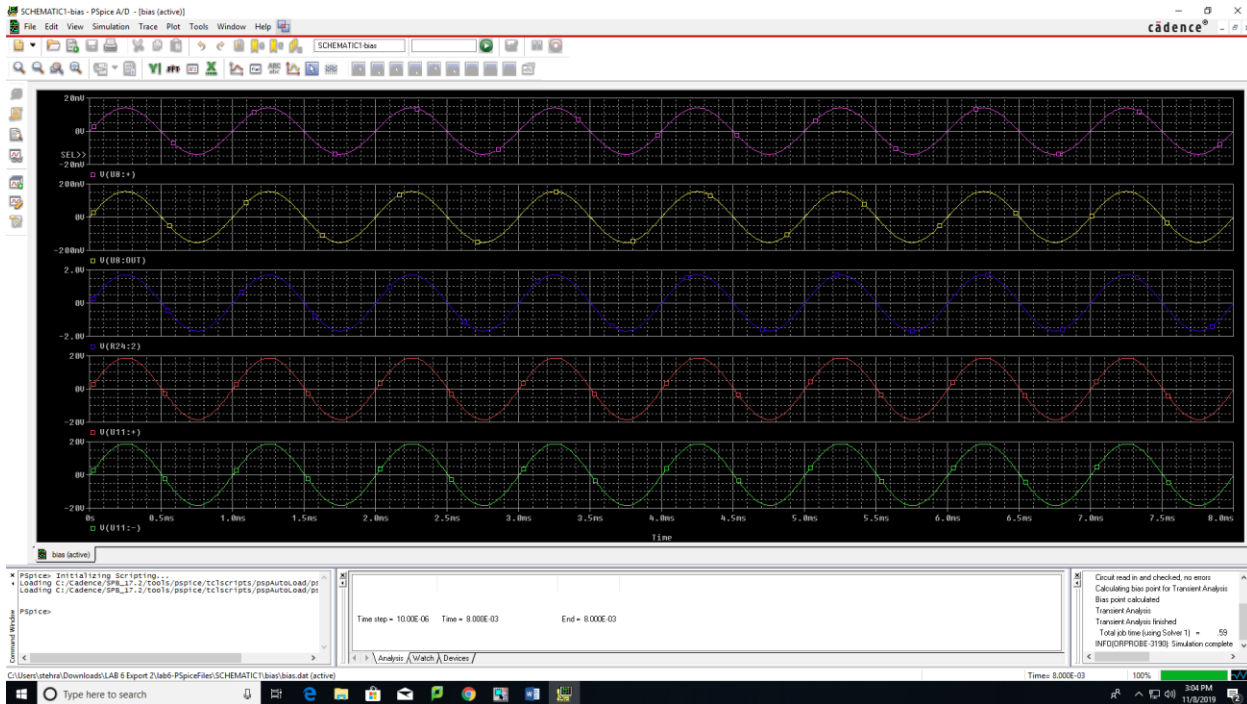 SCHEMATIC1-bias - PSpice A/D - [bias (active)]
File Edit View Simulation Trace Plot Tools Window Help
cādence®
SCHEMATIC1-bias
20mV
0V
SEL>>
-20mV
V(U8:+)
200mV
0V
-200mV
V(U8:OUT)
2.0V
0V
-2.0V
V(R24:2)
20V
0V
-20V
V(U11:+)
20V
0V
-20V
0s 0.5ms 1.0ms 1.5ms 2.0ms 2.5ms 3.0ms 3.5ms 4.0ms 4.5ms 5.0ms 5.5ms 6.0ms 6.5ms 7.0ms 7.5ms 8.0ms
V(U11:-)
Time
bias (active)
PSpice> Initializing Scripting...
Loading C:/Cadence/SPB_17.2/tools/pspice/tclscripts/pspAutoLoad/ps
Loading C:/Cadence/SPB_17.2/tools/pspice/tclscripts/pspAutoLoad/ps
PSpice>
Command Window
Time step = 10.00E-06 Time = 8.000E-03 End = 8.000E-03
Analysis Watch Devices
Circuit read in and checked, no errors
Calculating bias point for Transient Analysis
Bias point calculated
Transient Analysis
Transient Analysis finished
Total job time (using Solver 1) = .59
INFO(ORPROBE-3190): Simulation complete
C:\Users\stehra\Downloads\LAB 6 Export 2\lab6-PSpiceFiles\SCHEMATIC1\bias\bias.dat (active)
Time= 8.000E-03 100%
Type here to search
3:04 PM
11/8/2019